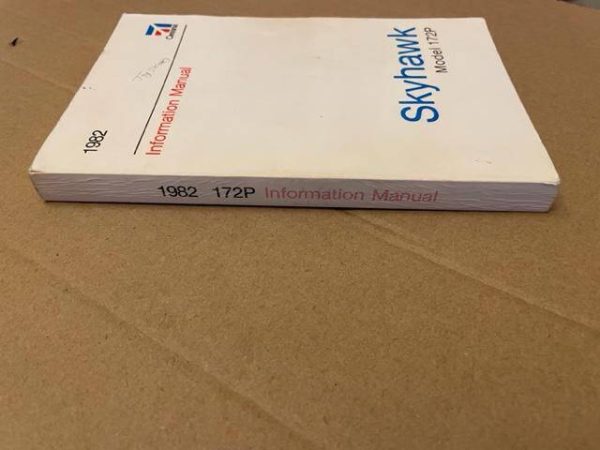 Cessna
Skyhawk
Model 172P
Information Manual
1982
1982 172P Information Manual